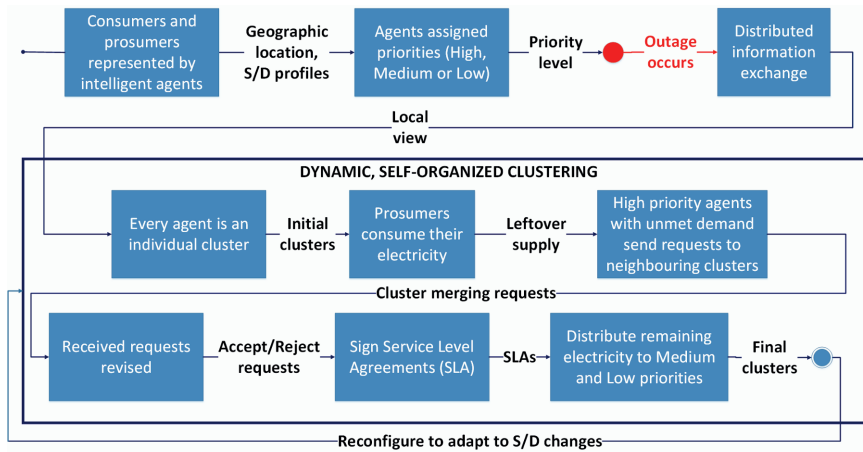 Consumers and
prosumers
represented by
intelligent agents
Geographic
location,
S/D profiles
Agents assigned
priorities (High,
Medium or Low)
Priority
level
Outage
occurs
Distributed
information
exchange
Local
view
DYNAMIC, SELF-ORGANIZED CLUSTERING
Every agent is an
individual cluster
Initial
clusters
Prosumers
consume their
electricity
Leftover
supply
High priority agents
with unmet demand
send requests to
neighbouring clusters
Cluster merging requests
Received requests
revised
Accept/Reject
requests
Sign Service Level
Agreements (SLA)
SLAs
Distribute remaining
electricity to Medium
and Low priorities
Final
clusters
Reconfigure to adapt to S/D changes